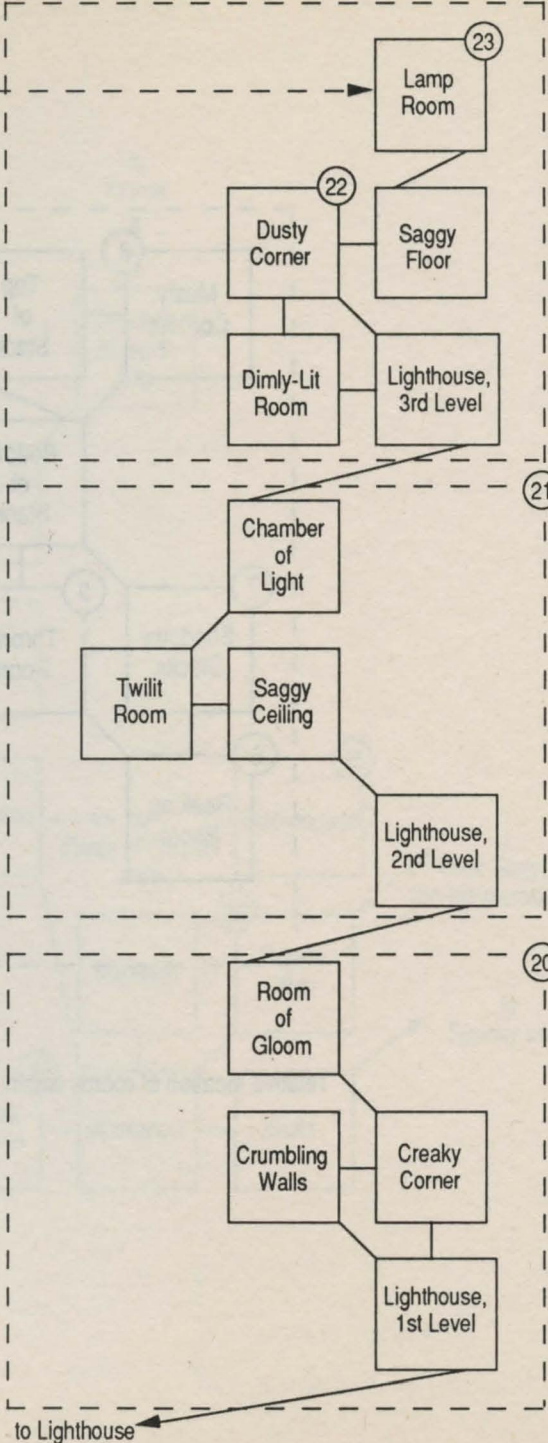 23
Lamp
Room
22
Dusty
Corner
Saggy
Floor
Dimly-Lit
Room
Lighthouse,
3rd Level
21
Chamber
of
Light
Twilit
Room
Saggy
Ceiling
Lighthouse,
2nd Level
20
Room
of
Gloom
Crumbling
Walls
Creaky
Corner
Lighthouse,
1st Level
to Lighthouse